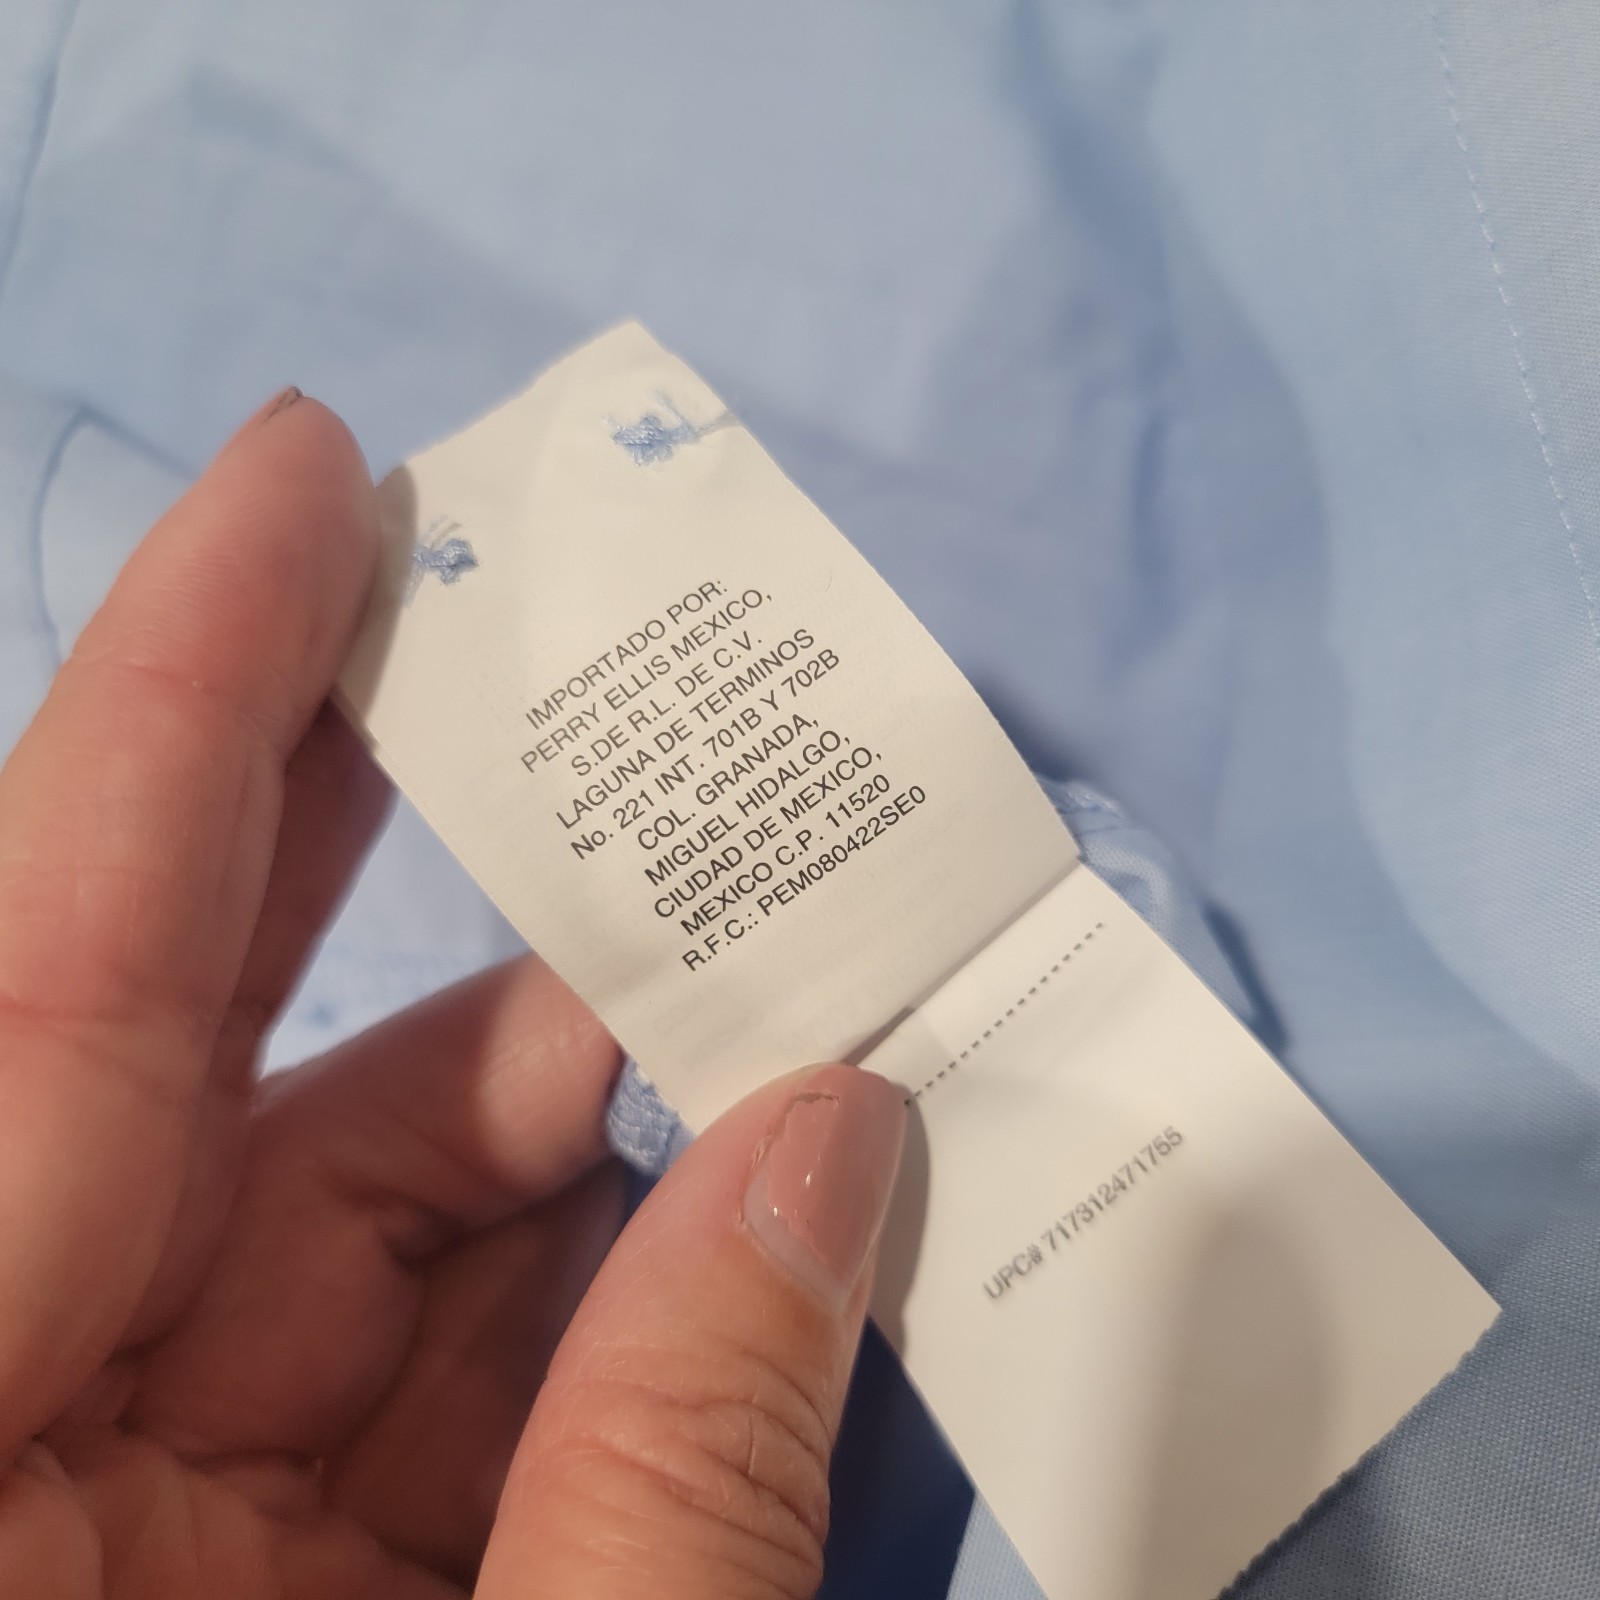 IMPORTADO POR:
PERRY ELLIS MEXICO,
S.DE R.L. DE C.V.
LAGUNA DE TERMINOS
No. 221 INT. 701B Y 702B
COL. GRANADA,
MIGUEL HIDALGO,
CIUDAD DE MEXICO,
MEXICO C.P. 11520
R.F.C.: PEM080422SE0
UPC# 717312471755